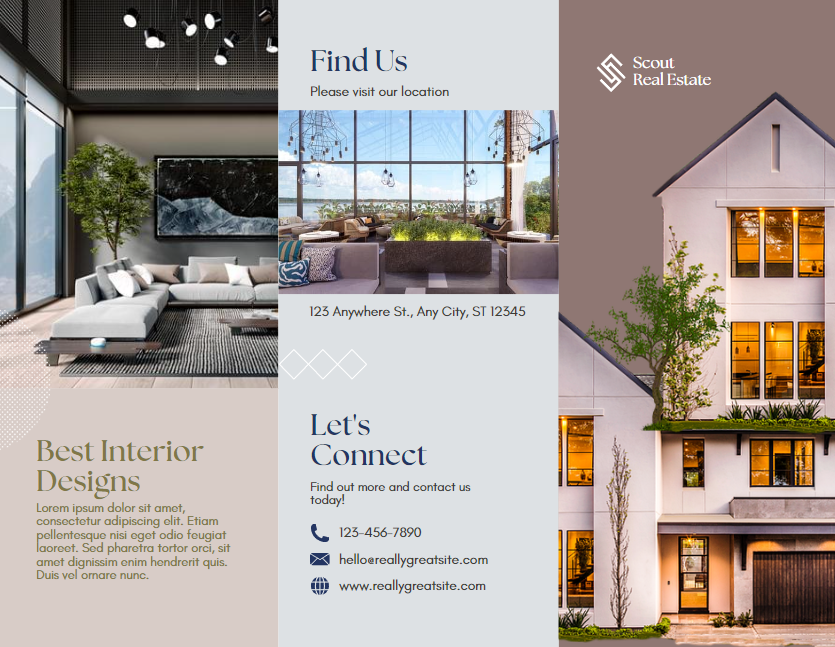 Best Interior
Designs
Lorem ipsum dolor sit amet,
consectetur adipiscing elit. Etiam
pellentesque nisi eget odio feugiat
laoreet. Sed pharetra tortor orci, sit
amet dignissim enim hendrerit quis.
Duis vel ornare nunc.
Find Us
Please visit our location
123 Anywhere St., Any City, ST 12345
Let's
Connect
Find out more and contact us
today!
123-456-7890
hello@reallygreatsite.com
www.reallygreatsite.com
Scout
Real Estate